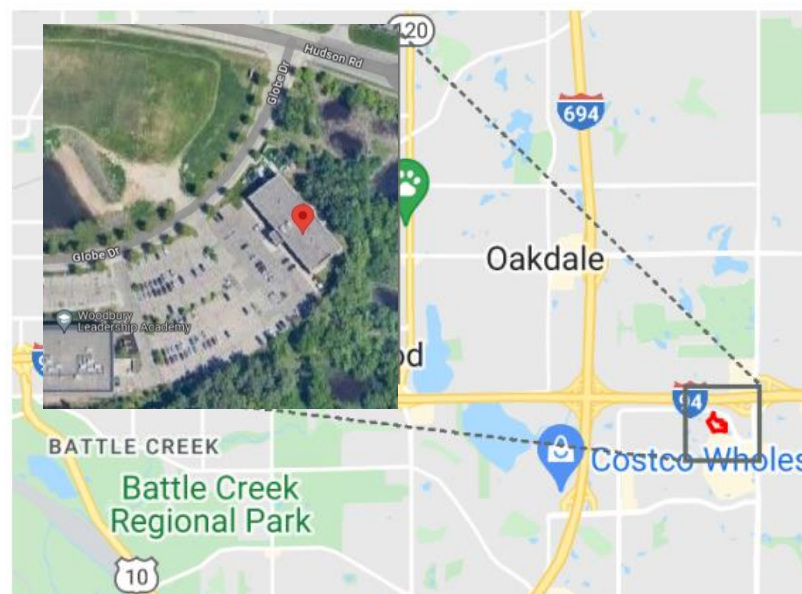 120
Hudson Rd
Globe Dr
694
Globe Dr
Oakdale
Woodbury
Leadership Academy
od
9
94
BATTLE CREEK
Costco Wholes
Battle Creek
Regional Park
10